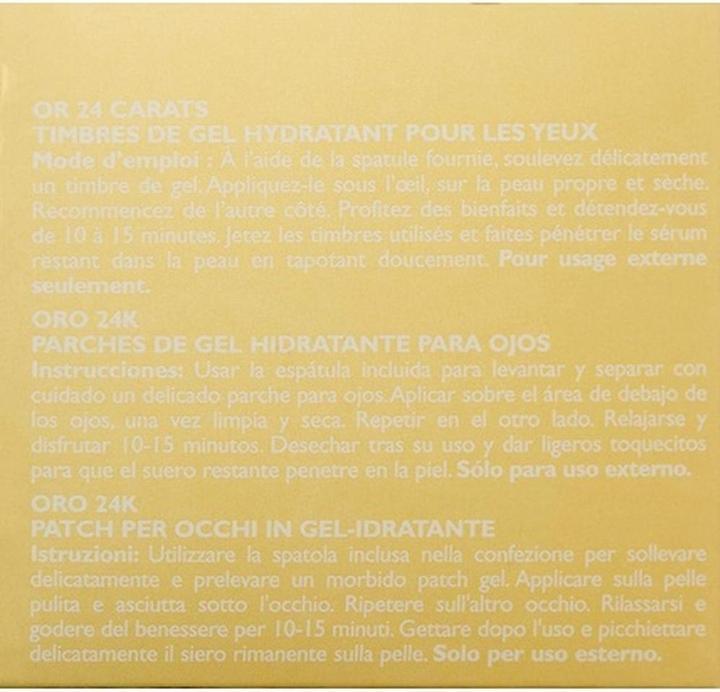 OR 24 CARATS
TIMBRES DE GEL HYDRATANT POUR LES YEUX
Mode d'emploi : À l'aide de la spatule fournie, soulevez délicatement
un timbre de gel. Appliquez-le sous l'œil, sur la peau propre et sèche.
Recommencez de l'autre côté. Profitez des bienfaits et détendez-vous
de 10 à 15 minutes. Jetez les timbres utilisés et faites pénétrer le sérum
restant dans la peau en tapotant doucement. Pour usage externe
seulement.
ORO 24K
PARCHES DE GEL HIDRATANTE PARA OJOS
Instrucciones: Usar la espátula incluida para levantar y separar con
cuidado un delicado parche para ojos. Aplicar sobre el área de debajo de
los ojos, una vez limpia y seca. Repetir en el otro lado. Relajarse y
disfrutar 10-15 minutos. Desechar tras su uso y dar ligeros toquecitos
para que el suero restante penetre en la piel. Sólo para uso externo.
ORO 24K
PATCH PER OCCHI IN GEL-IDRATANTE
Istruzioni: Utilizzare la spatola inclusa nella confezione per sollevare
delicatamente e prelevare un morbido patch gel. Applicare sulla pelle
pulita e asciutta sotto l'occhio. Ripetere sull'altro occhio. Rilassarsi e
godere del benessere per 10-15 minuti. Gettare dopo l'uso e picchiettare
delicatamente il siero rimanente sulla pelle. Solo per uso esterno.